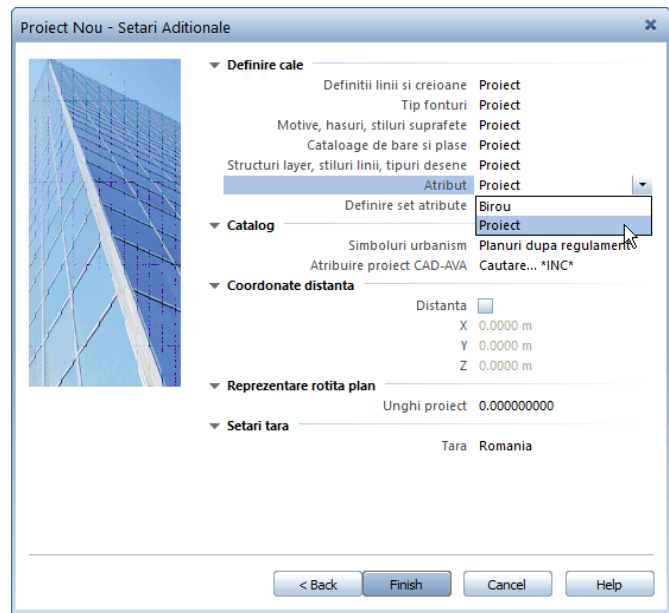 Proiect Nou - Setari Aditionale
Definire cale
Definitii linii si creioane Proiect
Tip fonturi Proiect
Motive, hasuri, stiluri suprafete Proiect
Cataloage de bare si plase Proiect
Structuri layer, stiluri linii, tipuri desene Proiect
Atribut Proiect
Definire set atribute Birou
Catalog Proiect
Simboluri urbanism Planuri dupa regulament
Atribuire proiect CAD-AVA Cautare... *INC*
Coordonate distanta
Distanta
X 0.0000 m
Y 0.0000 m
Z 0.0000 m
Reprezentare rotita plan
Unghi proiect 0.000000000
Setari tara
Tara Romania
< Back Finish Cancel Help